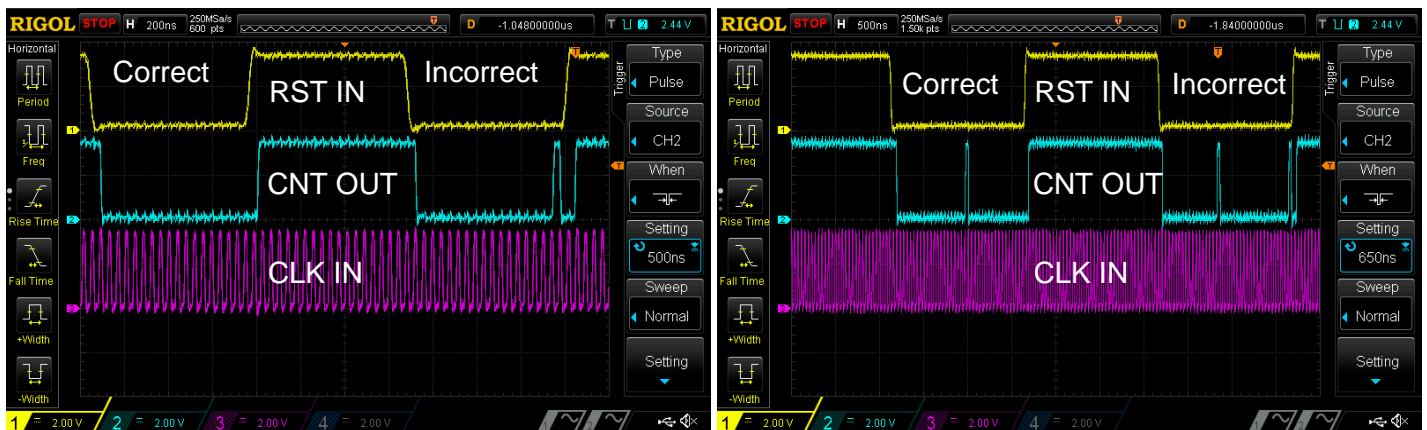 RIGOL STOP H 200ns 250MSa/s 600 pts D -1.04800000us T 2 2.44 V
Horizontal
Period
Freq
Rise Time
Fall Time
+Width
-Width
Correct
RST IN
Incorrect
CNT OUT
CLK IN
Trigger
Type
Pulse
Source
CH2
When
Setting
500ns
Sweep
Normal
Setting
1 = 2.00 V 2 = 2.00 V 3 = 2.00 V 4 = 2.00 V
RIGOL STOP H 500ns 250MSa/s 1.50k pts D -1.84000000us T 2 2.44 V
Horizontal
Period
Freq
Rise Time
Fall Time
+Width
-Width
Correct
RST IN
Incorrect
CNT OUT
CLK IN
Trigger
Type
Pulse
Source
CH2
When
Setting
650ns
Sweep
Normal
Setting
1 = 2.00 V 2 = 2.00 V 3 = 2.00 V 4 = 2.00 V